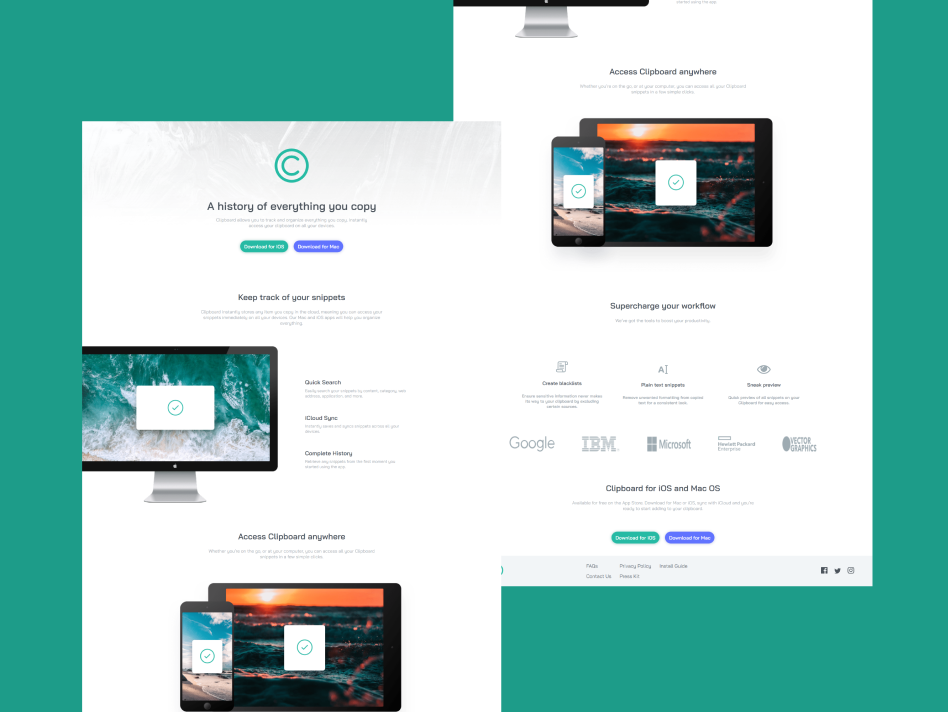 A history of everything you copy
Clipboard allows you to track and organize everything you copy. Instantly
access your clipboard on all your devices.
Download for iOS
Download for Mac
Keep track of your snippets
Clipboard instantly stores any item you copy in the cloud, meaning you can access your
snippets immediately on all your devices. Our Mac and iOS apps will help you organize
everything.
Quick Search
Easily search your snippets by content, category, web
address, application, and more.
iCloud Sync
Instantly saves and syncs snippets across all your
devices.
Complete History
Retrieve any snippets from the first moment you
started using the app.
Access Clipboard anywhere
Whether you're on the go, or at your computer, you can access all your Clipboard
snippets in a few simple clicks.
started using the app.
Access Clipboard anywhere
Whether you're on the go, or at your computer, you can access all your Clipboard
snippets in a few simple clicks.
Supercharge your workflow
We've got the tools to boost your productivity.
Create blacklists
Ensure sensitive information never makes
its way to your clipboard by excluding
certain sources.
Plain text snippets
Remove unwanted formatting from copied
text for a consistent look.
Sneak preview
Quick preview of all snippets on your
Clipboard for easy access.
Google
IBM
Microsoft
Hewlett Packard
Enterprise
VECTOR
GRAPHICS
Clipboard for iOS and Mac OS
Available for free on the App Store. Download for Mac or iOS, sync with iCloud and you're
ready to start adding to your clipboard.
Download for iOS
Download for Mac
FAQs
Privacy Policy
Install Guide
Contact Us
Press Kit